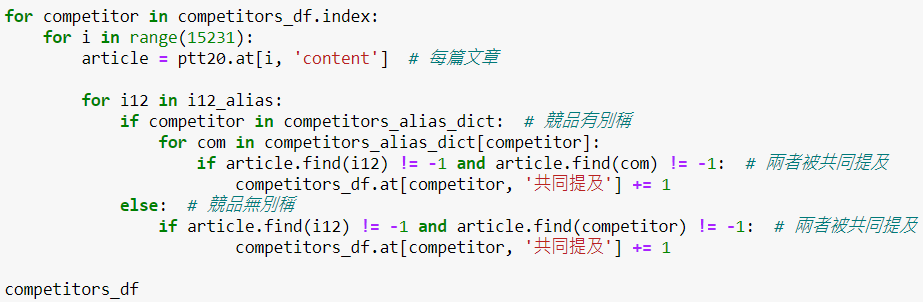 for competitor in competitors_df.index:
    for i in range(15231):
        article = ptt20.at[i, 'content']  # 每篇文章

        for i12 in i12_alias:
            if competitor in competitors_alias_dict:  # 競品有別稱
                for com in competitors_alias_dict[competitor]:
                    if article.find(i12) != -1 and article.find(com) != -1:  # 兩者被共同提及
                        competitors_df.at[competitor, '共同提及'] += 1
            else:  # 競品無別稱
                if article.find(i12) != -1 and article.find(competitor) != -1:  # 兩者被共同提及
                        competitors_df.at[competitor, '共同提及'] += 1

competitors_df